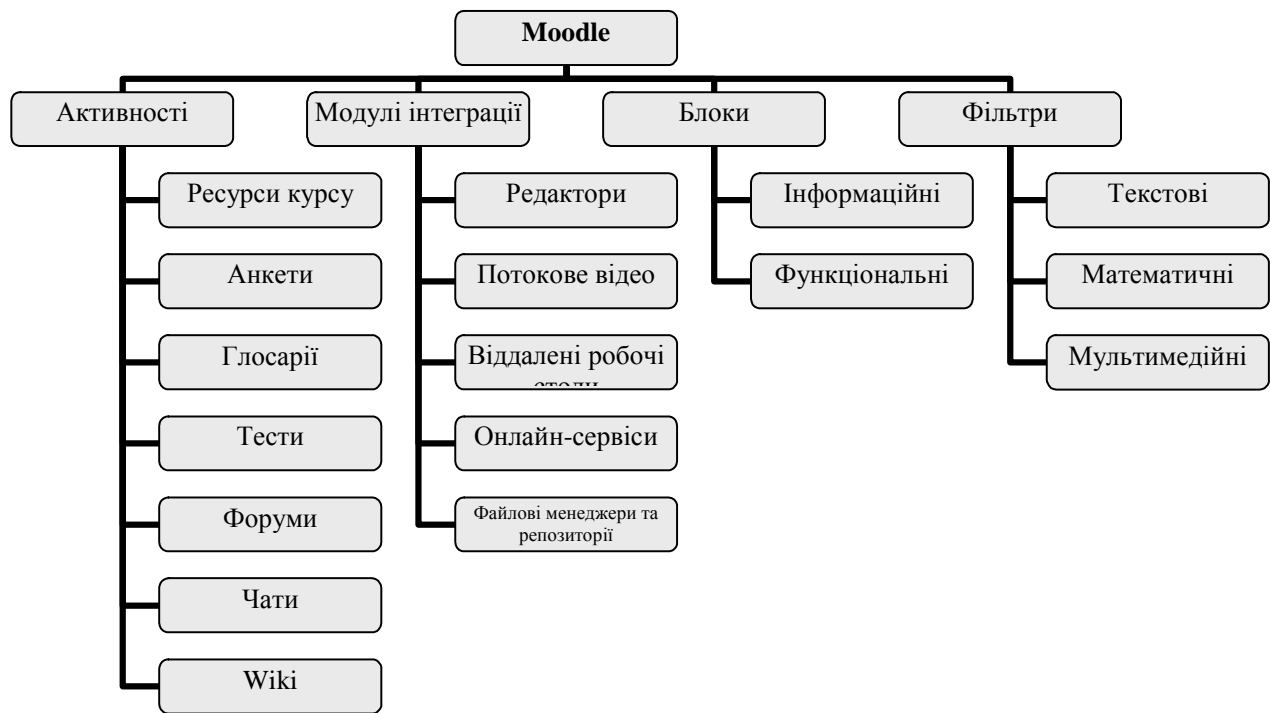 Moodle
Активності
Модулі інтеграції
Блоки
Фільтри
Ресурси курсу
Анкети
Глосарії
Тести
Форуми
Чати
Wiki
Редактори
Потокове відео
Віддалені робочі
столи
Онлайн-сервіси
Файлові менеджери та
репозиторії
Інформаційні
Функціональні
Текстові
Математичні
Мультимедійні